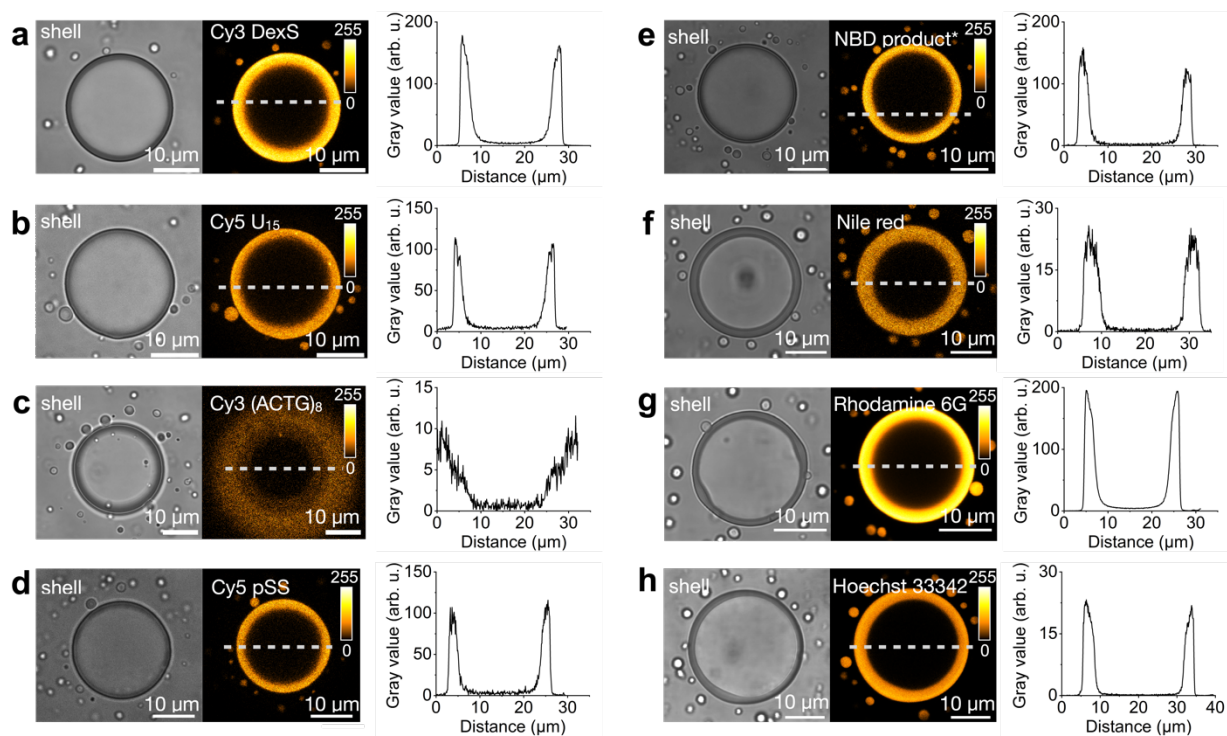 a
shell
10 µm
Cy3 DexS
255
0
10 µm
Gray value (arb. u.)
200
150
100
50
0
0 10 20 30
Distance (µm)
b
shell
10 µm
Cy5 U₁₅
255
0
10 µm
Gray value (arb. u.)
150
100
50
0
0 10 20 30
Distance (µm)
c
shell
10 µm
Cy3 (ACTG)₈
255
0
10 µm
Gray value (arb. u.)
15
10
5
0
0 10 20 30
Distance (µm)
d
shell
10 µm
Cy5 pSS
255
0
10 µm
Gray value (arb. u.)
150
100
50
0
0 10 20 30
Distance (µm)
e
shell
10 µm
NBD product*
255
0
10 µm
Gray value (arb. u.)
200
100
0
0 10 20 30
Distance (µm)
f
shell
10 µm
Nile red
255
0
10 µm
Gray value (arb. u.)
30
15
0
0 10 20 30
Distance (µm)
g
shell
10 µm
Rhodamine 6G
255
0
10 µm
Gray value (arb. u.)
200
100
0
0 10 20 30
Distance (µm)
h
shell
10 µm
Hoechst 33342
255
0
10 µm
Gray value (arb. u.)
30
15
0
0 10 20 30 40
Distance (µm)